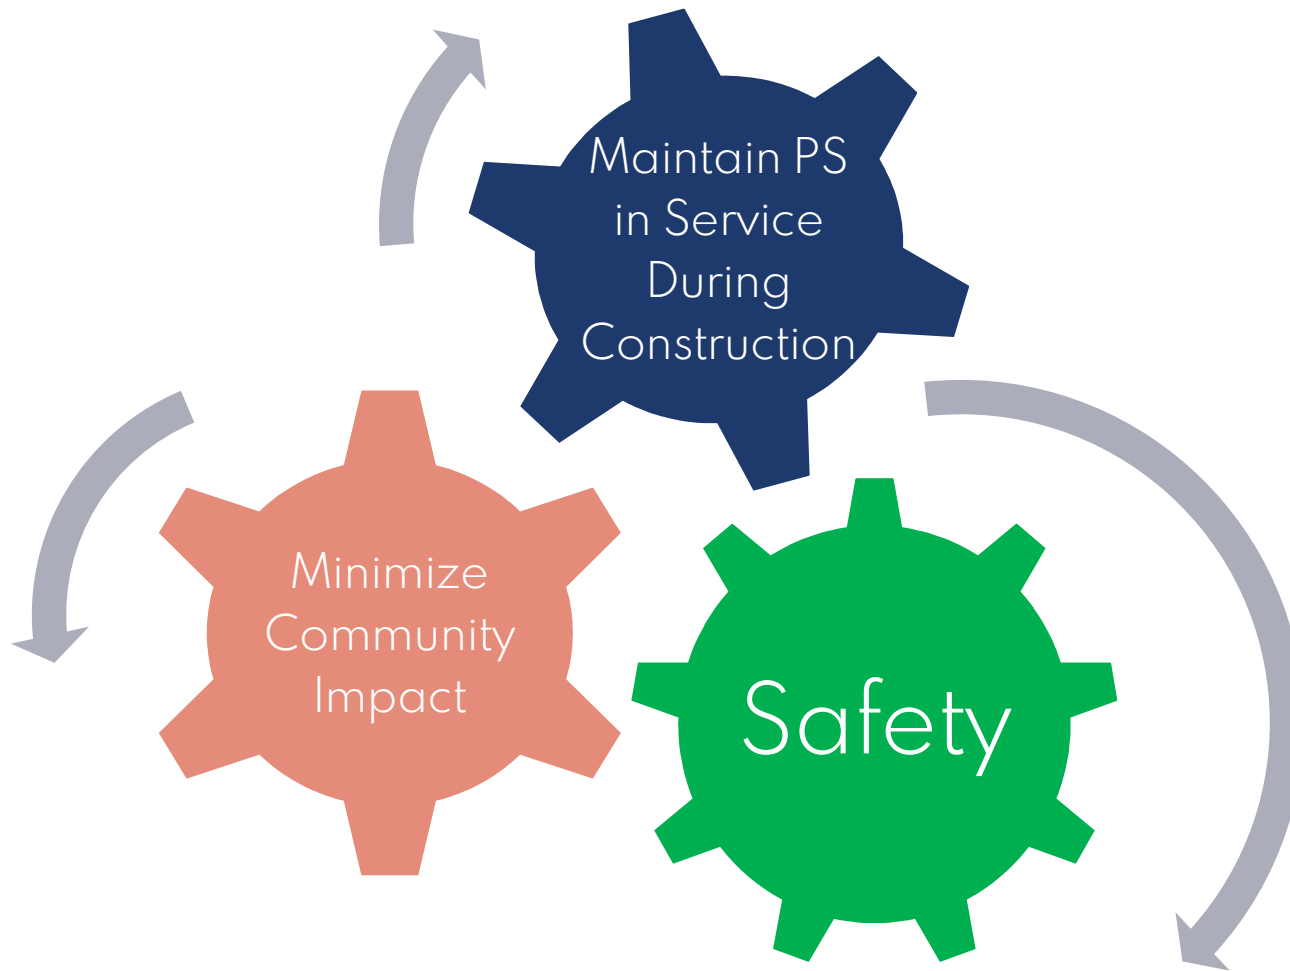 Maintain PS
in Service
During
Construction
Minimize
Community
Impact
Safety